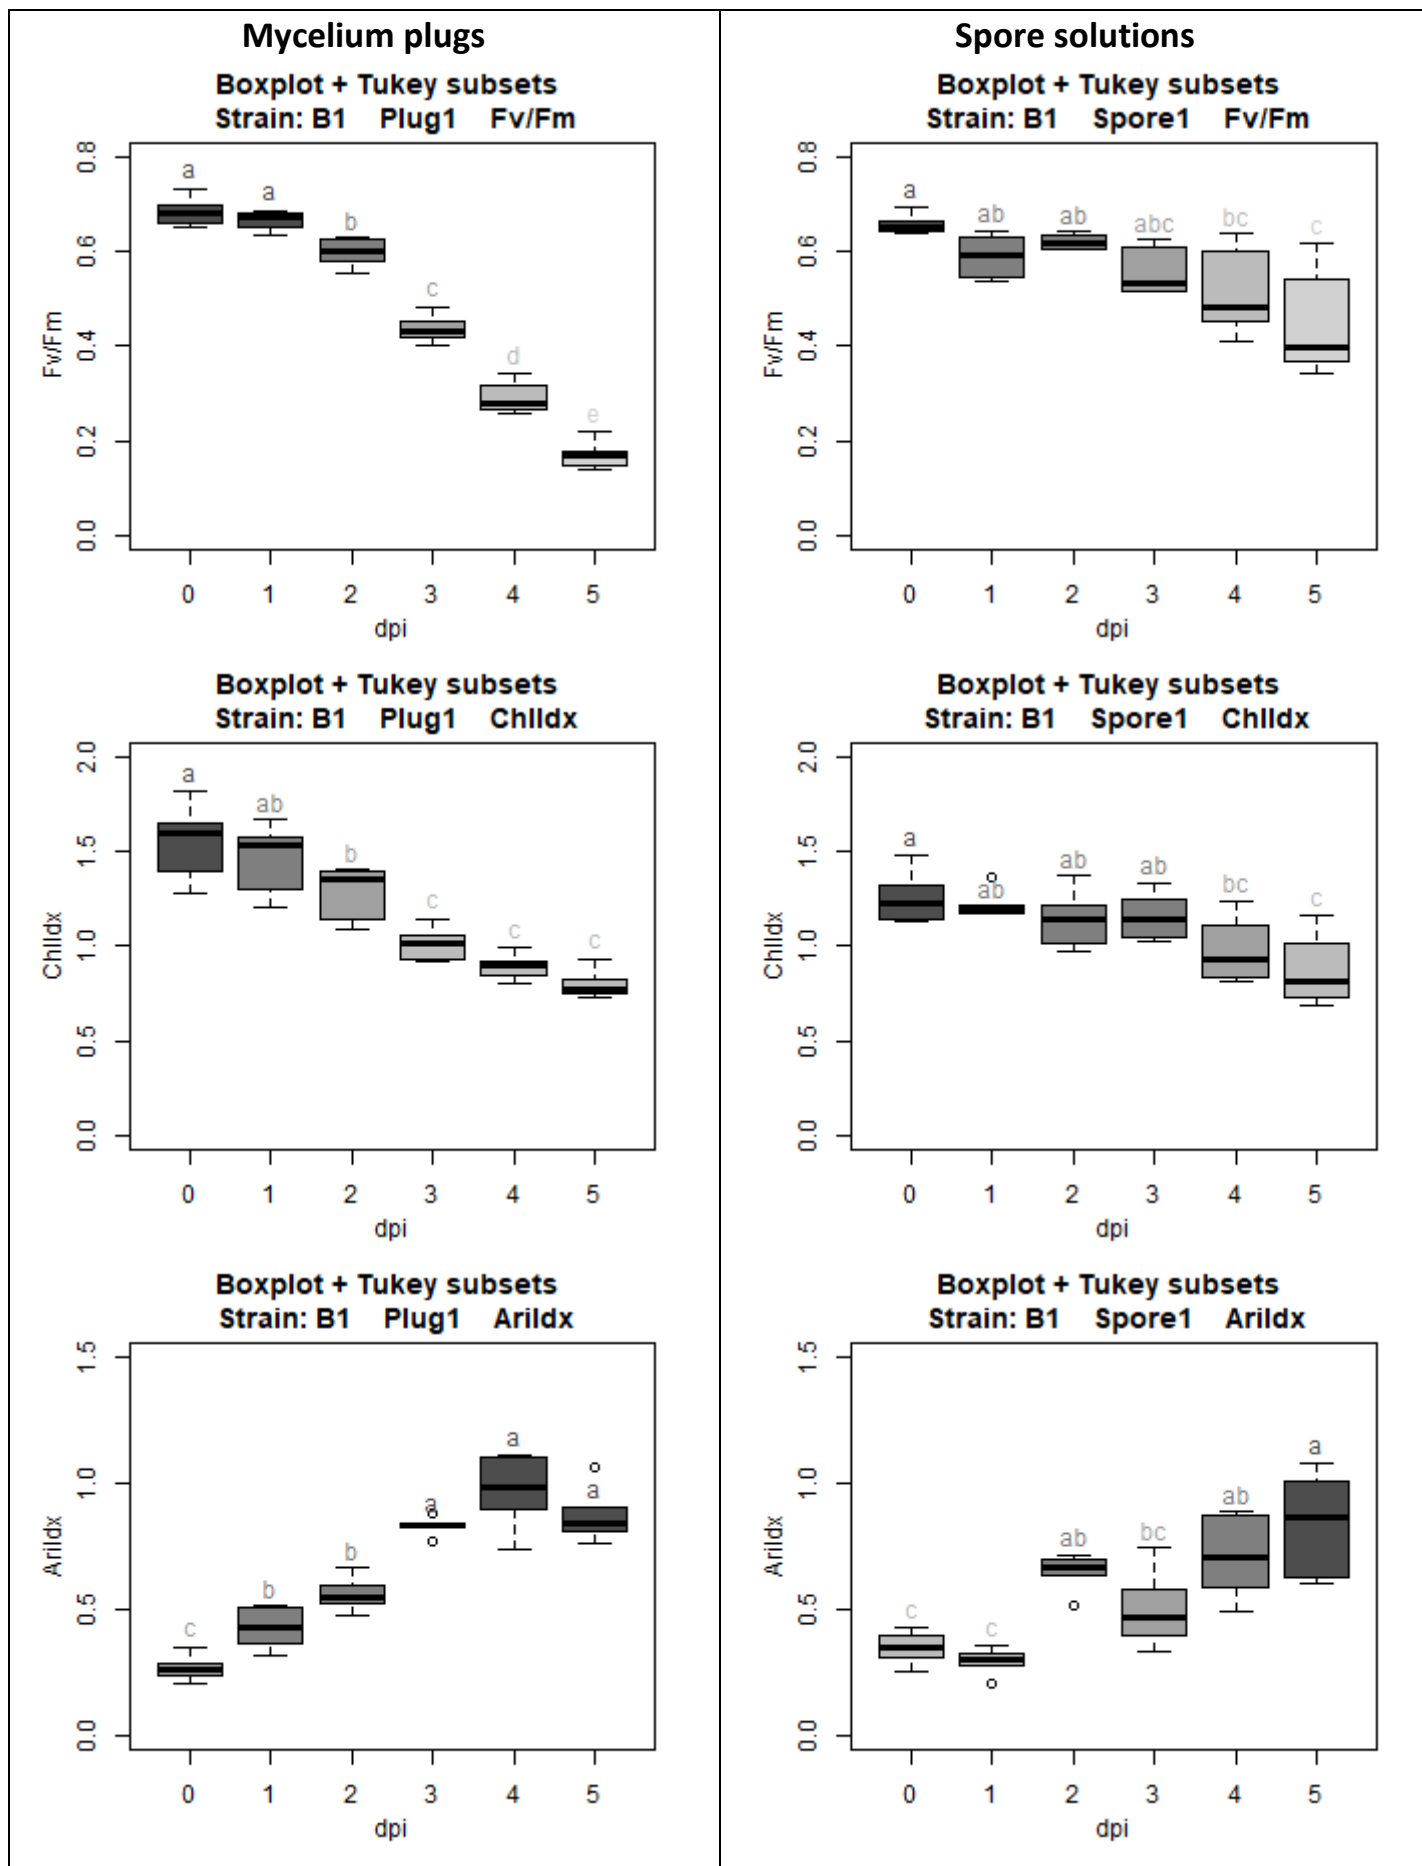 Mycelium plugs
Boxplot + Tukey subsets
Strain: B1 Plug1 Fv/Fm
Fv/Fm
0.8
0.6
0.4
0.2
0.0
a a b c d e
0 1 2 3 4 5
dpi
Boxplot + Tukey subsets
Strain: B1 Plug1 ChlIdx
ChlIdx
2.0
1.5
1.0
0.5
0.0
a ab b c c c
0 1 2 3 4 5
dpi
Boxplot + Tukey subsets
Strain: B1 Plug1 AriIdx
AriIdx
1.5
1.0
0.5
0.0
c b b a a a
0 1 2 3 4 5
dpi
Spore solutions
Boxplot + Tukey subsets
Strain: B1 Spore1 Fv/Fm
Fv/Fm
0.8
0.6
0.4
0.2
0.0
a ab ab abc bc c
0 1 2 3 4 5
dpi
Boxplot + Tukey subsets
Strain: B1 Spore1 ChlIdx
ChlIdx
2.0
1.5
1.0
0.5
0.0
a ab ab ab bc c
0 1 2 3 4 5
dpi
Boxplot + Tukey subsets
Strain: B1 Spore1 AriIdx
AriIdx
1.5
1.0
0.5
0.0
c c ab bc ab a
0 1 2 3 4 5
dpi